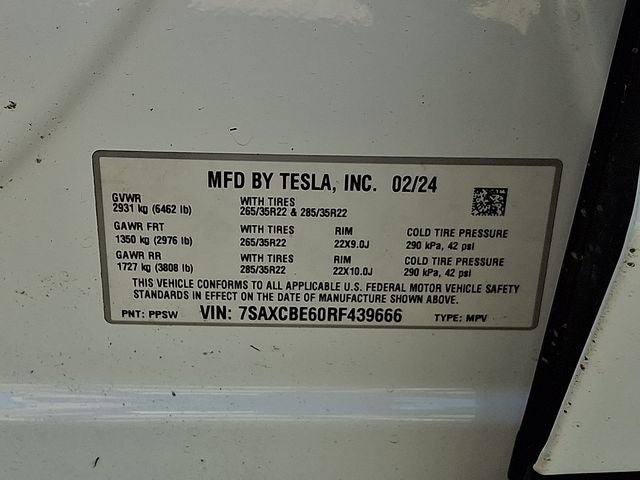 MFD BY TESLA, INC. 02/24
GVWR WITH TIRES
2931 kg (6462 lb) 265/35R22 & 285/35R22
GAWR FRT WITH TIRES RIM COLD TIRE PRESSURE
1350 kg (2976 lb) 265/35R22 22X9.0J 290 kPa, 42 psi
GAWR RR WITH TIRES RIM COLD TIRE PRESSURE
1727 kg (3808 lb) 285/35R22 22X10.0J 290 kPa, 42 psi
THIS VEHICLE CONFORMS TO ALL APPLICABLE U.S. FEDERAL MOTOR VEHICLE SAFETY
STANDARDS IN EFFECT ON THE DATE OF MANUFACTURE SHOWN ABOVE.
PNT: PPSW VIN: 7SAXCBE60RF439666 TYPE: MPV